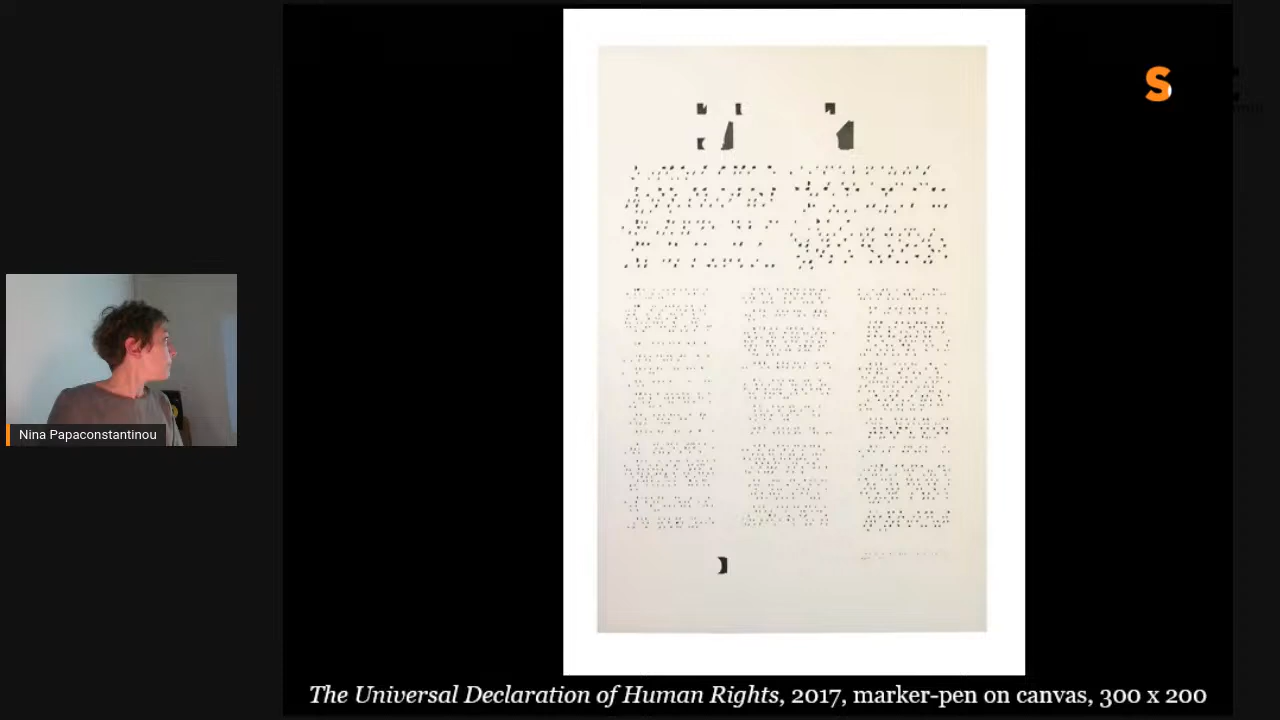 S
Nina Papaconstantinou
The Universal Declaration of Human Rights, 2017, marker-pen on canvas, 300 x 200